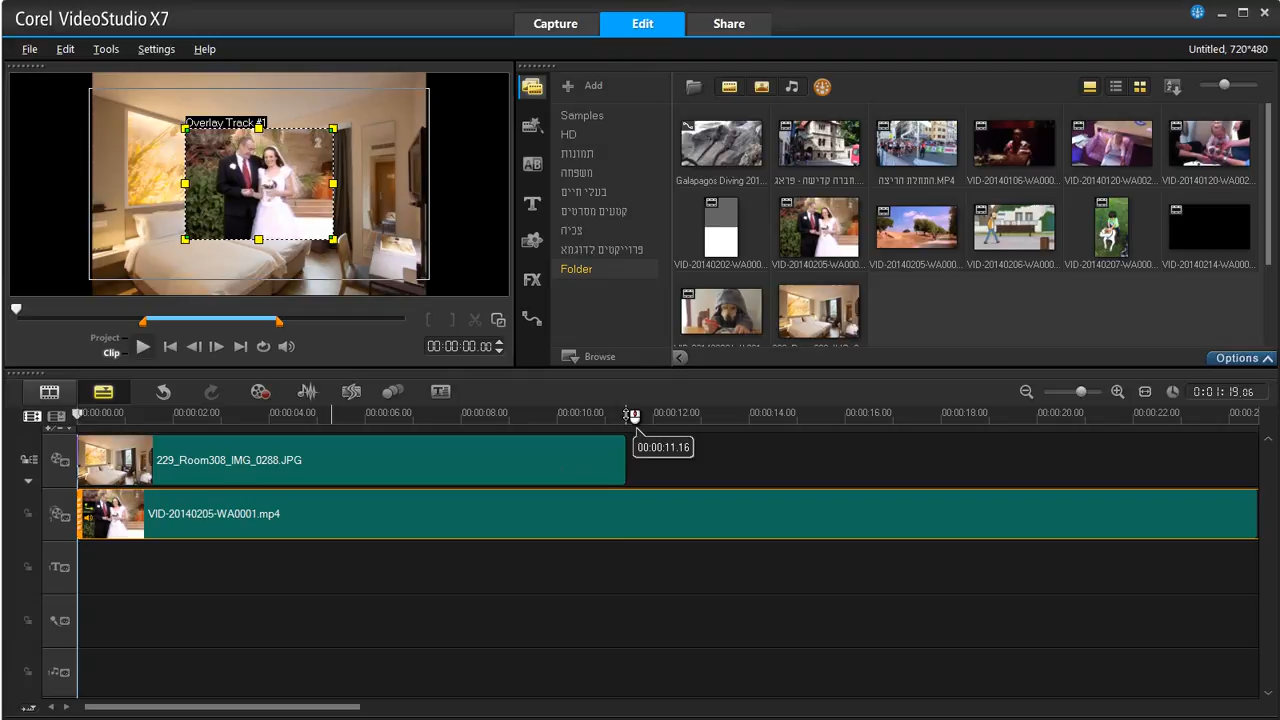 Corel VideoStudio X7
Capture
Edit
Share
File
Edit
Tools
Settings
Help
Untitled, 720*480
Overlay Track #1
Project
Clip
00:00:00.00
Add
Samples
HD
תמונות
משפחה
בעלי חיים
קטעים מסרטים
צביה
פרוייקטים לדוגמא
Folder
Browse
Galapagos Diving 201...
חברה קדישה - פראג...
התחלת הריצה.MP4
VID-20140106-WA000...
VID-20140120-WA002...
VID-20140120-WA002...
VID-20140202-WA000...
VID-20140205-WA000...
VID-20140205-WA000...
VID-20140206-WA000...
VID-20140207-WA000...
VID-20140214-WA000...
Options
0:01:19.06
00:00:00.00
00:00:02.00
00:00:04.00
00:00:06.00
00:00:08.00
00:00:10.00
00:00:12.00
00:00:14.00
00:00:16.00
00:00:18.00
00:00:20.00
00:00:22.00
00:00:2
00:00:11.16
229_Room308_IMG_0288.JPG
VID-20140205-WA0001.mp4